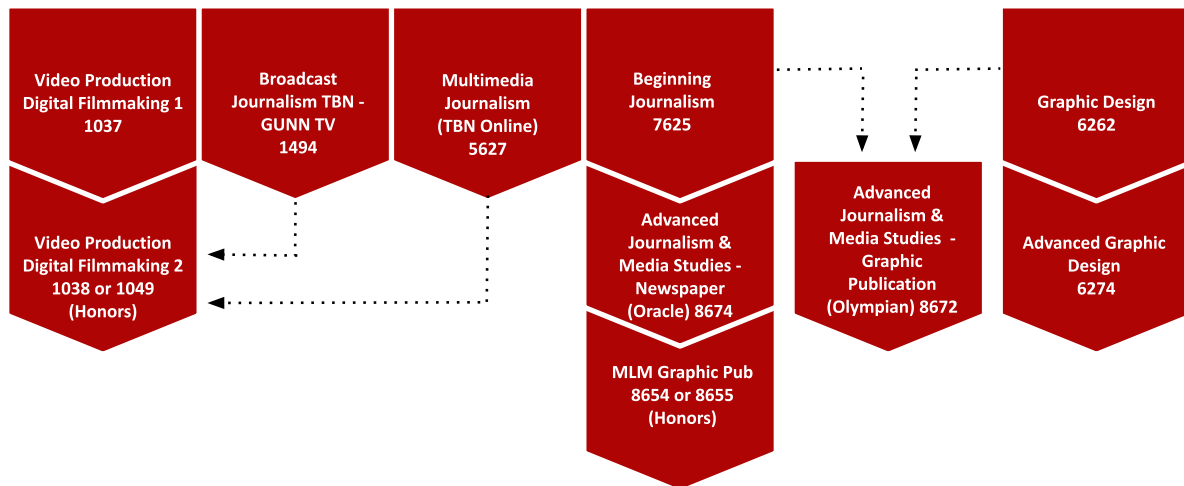 Video Production
Digital Filmmaking 1
1037
Broadcast
Journalism TBN -
GUNN TV
1494
Multimedia
Journalism
(TBN Online)
5627
Beginning
Journalism
7625
Graphic Design
6262
Video Production
Digital Filmmaking 2
1038 or 1049
(Honors)
Advanced
Journalism &
Media Studies -
Newspaper
(Oracle) 8674
Advanced
Journalism &
Media Studies -
Graphic
Publication
(Olympian) 8672
Advanced Graphic
Design
6274
MLM Graphic Pub
8654 or 8655
(Honors)